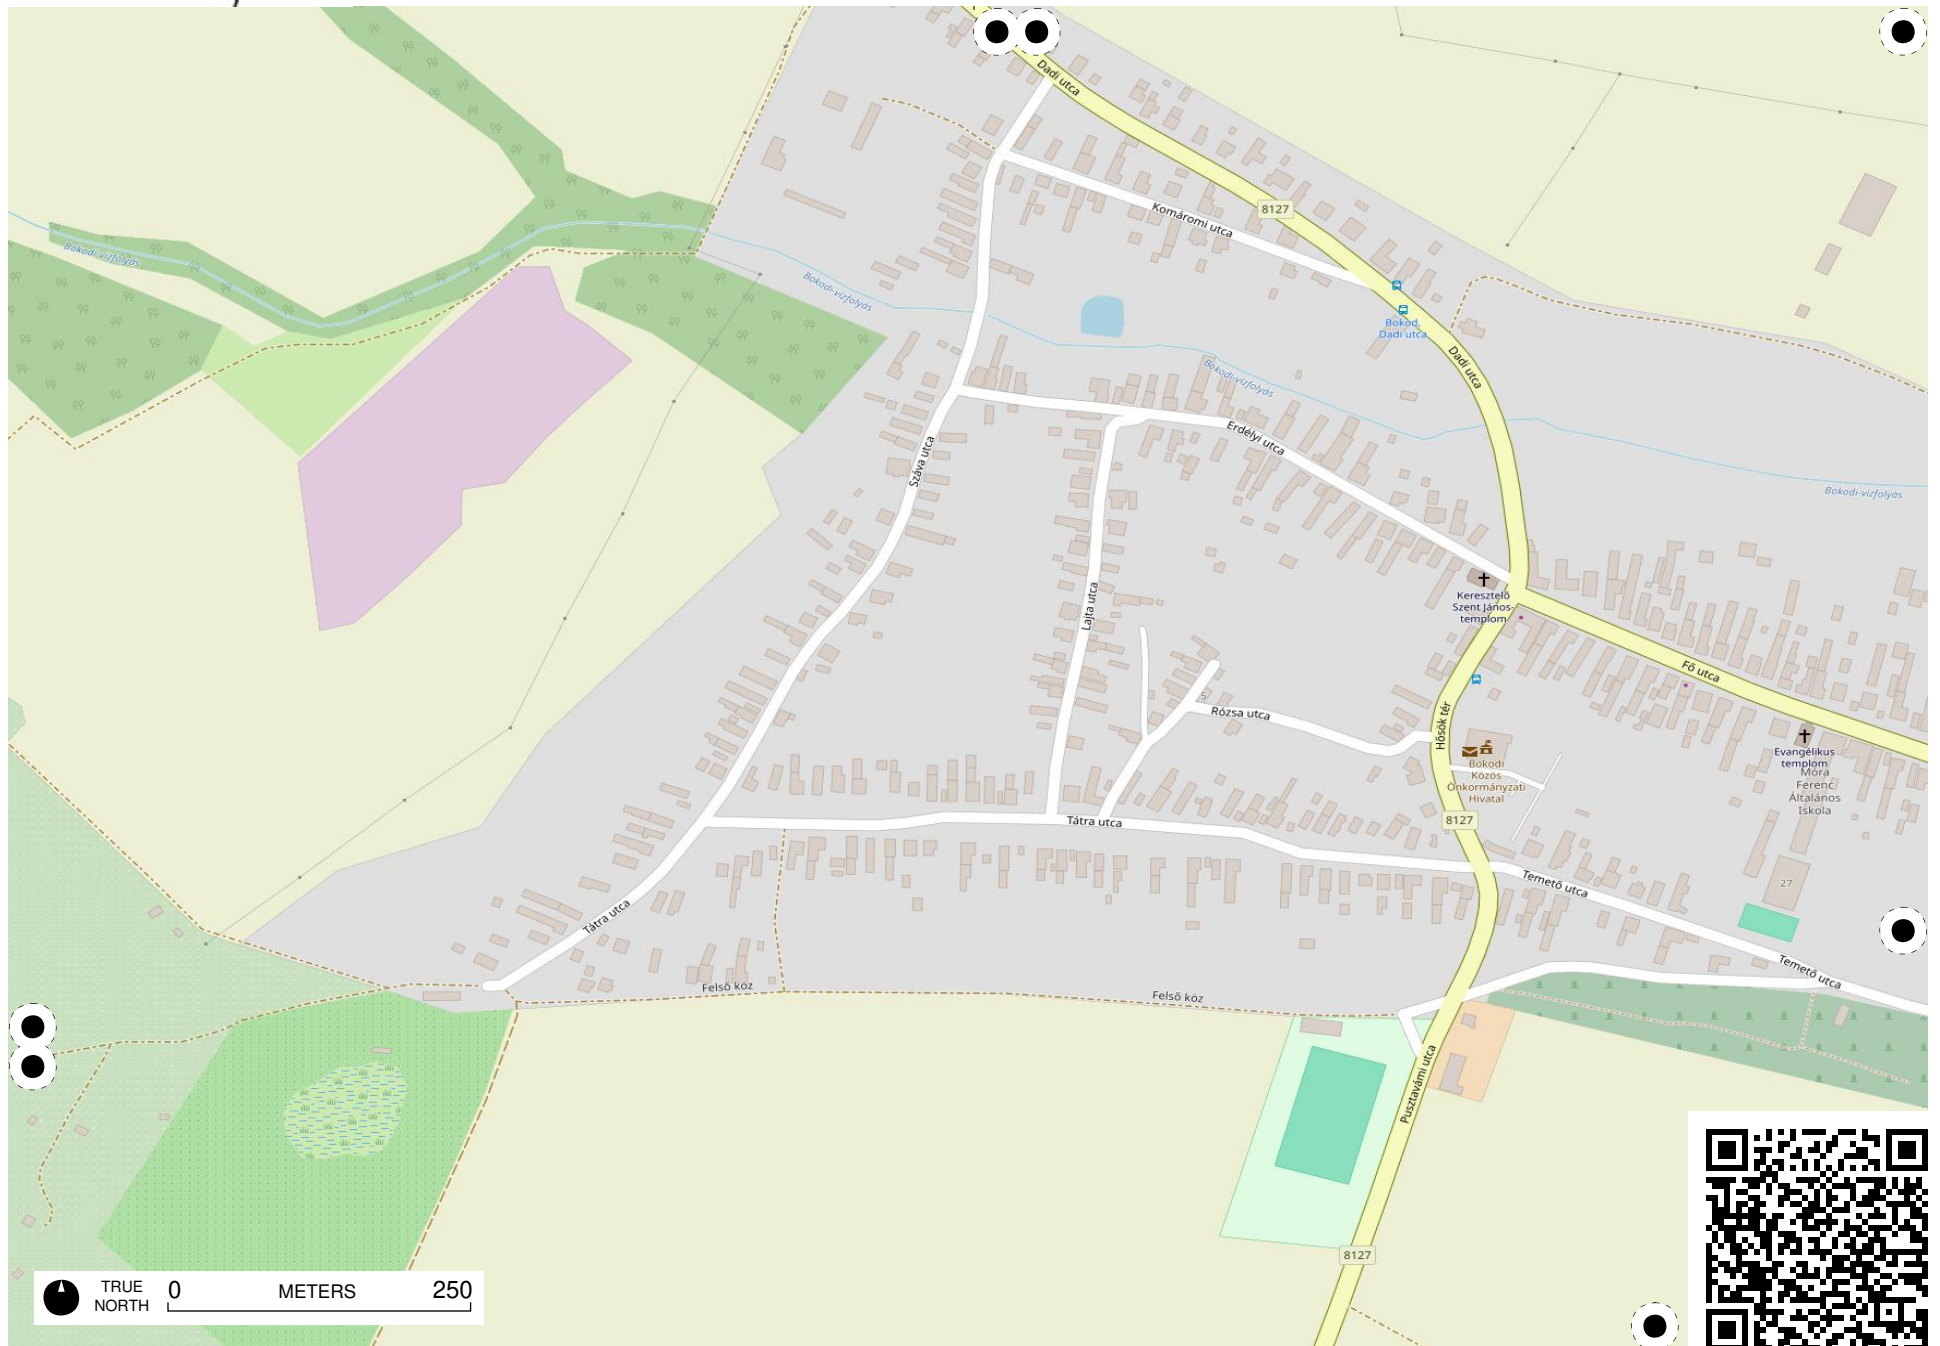 Dadi utca
8127
Komáromi utca
Bokodi-vízfolyás
Bokodi-vízfolyás
Bokod,
Dadi utca
Dadi utca
Bokodi-vízfolyás
Erdélyi utca
Száva utca
Bokodi-vízfolyás
Lajta utca
Keresztelő
Szent János-
templom
Fő utca
5
Rózsa utca
Hősök tér
Evangélikus
templom
Móra
Ferenc
Általános
Iskola
Bokodi
Közös
Önkormányzati
Hivatal
8127
Tátra utca
27
Temető utca
Tátra utca
Temető utca
Felső köz
Felső köz
Pusztavámi utca
8127
TRUE
NORTH
0 METERS 250